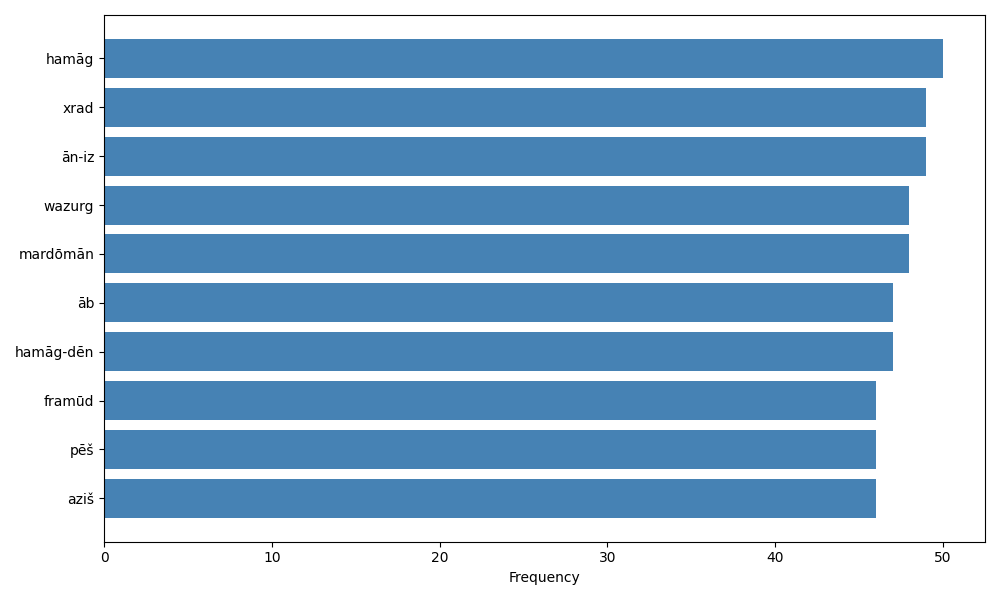 hamāg
xrad
ān-iz
wazurg
mardōmān
āb
hamāg-dēn
framūd
pēš
aziš
0 10 20 30 40 50
Frequency